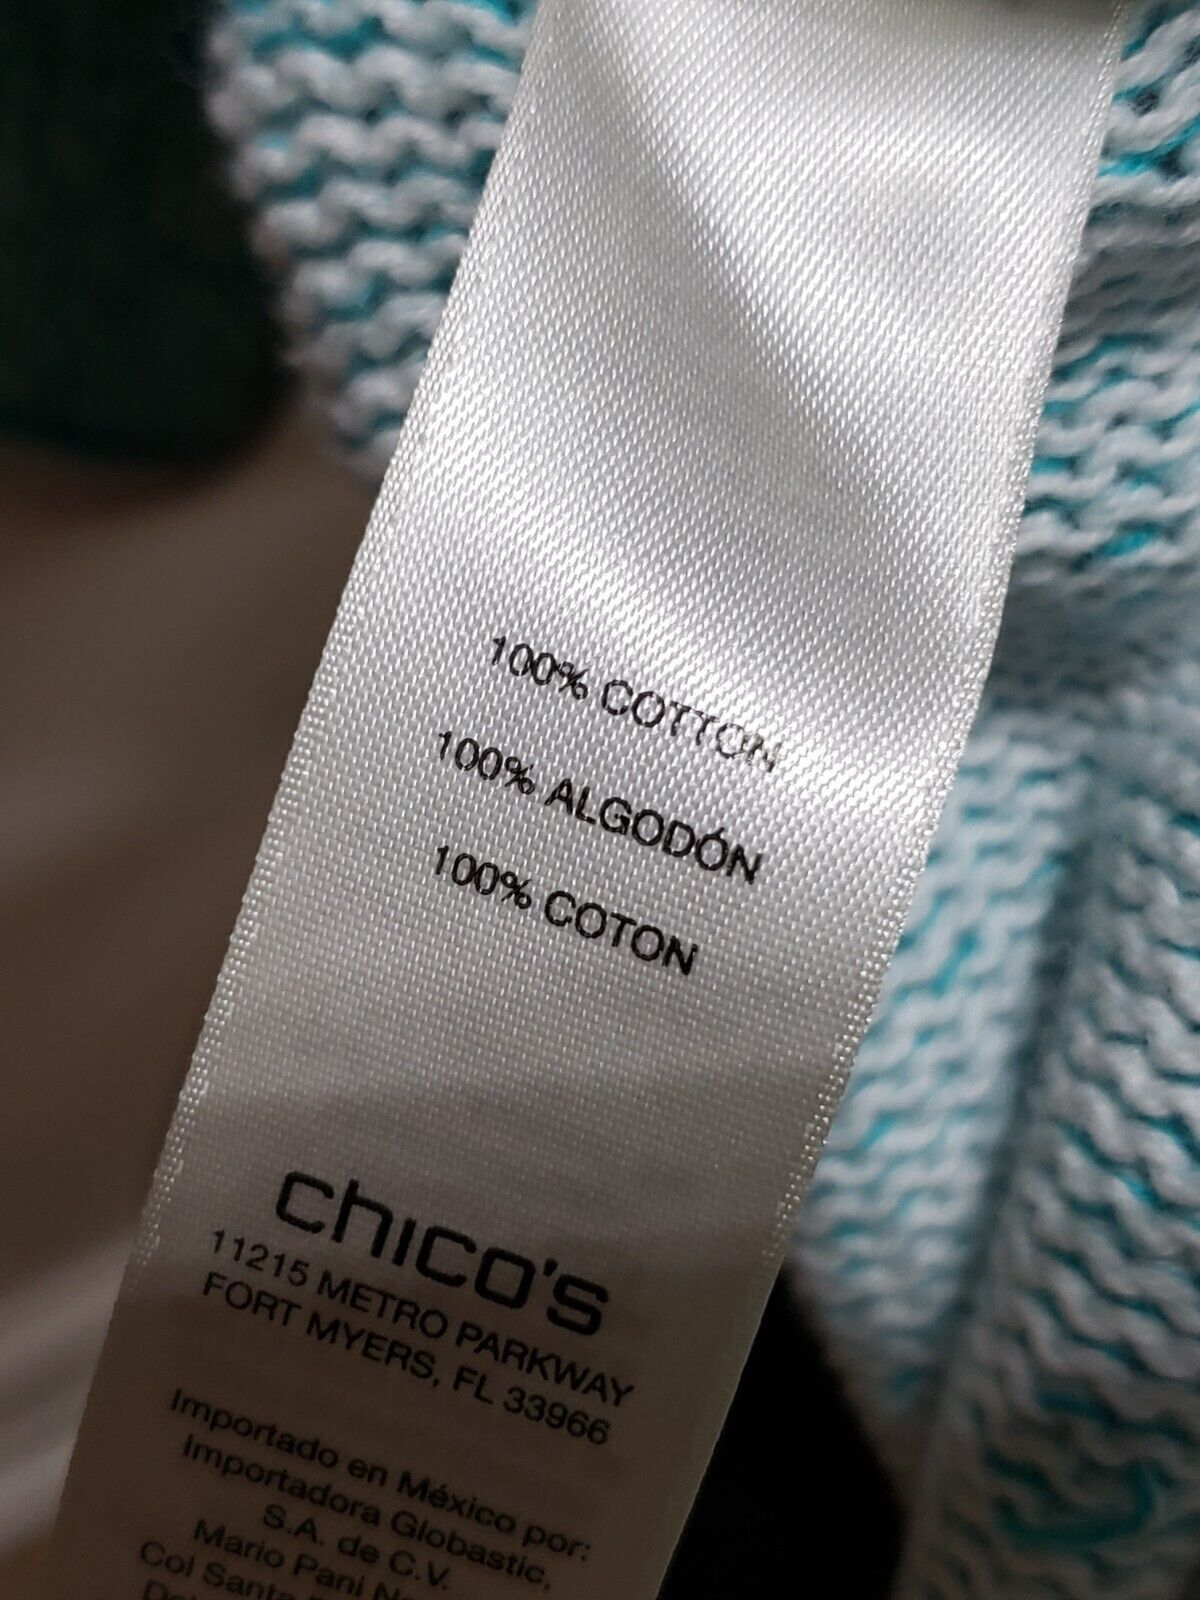 100% COTTON
100% ALGODÓN
100% COTON
chico's
11215 METRO PARKWAY
FORT MYERS, FL 33966
Importado en México por:
Importadora Globastic,
S.A. de C.V.
Mario Pani
Col Santa